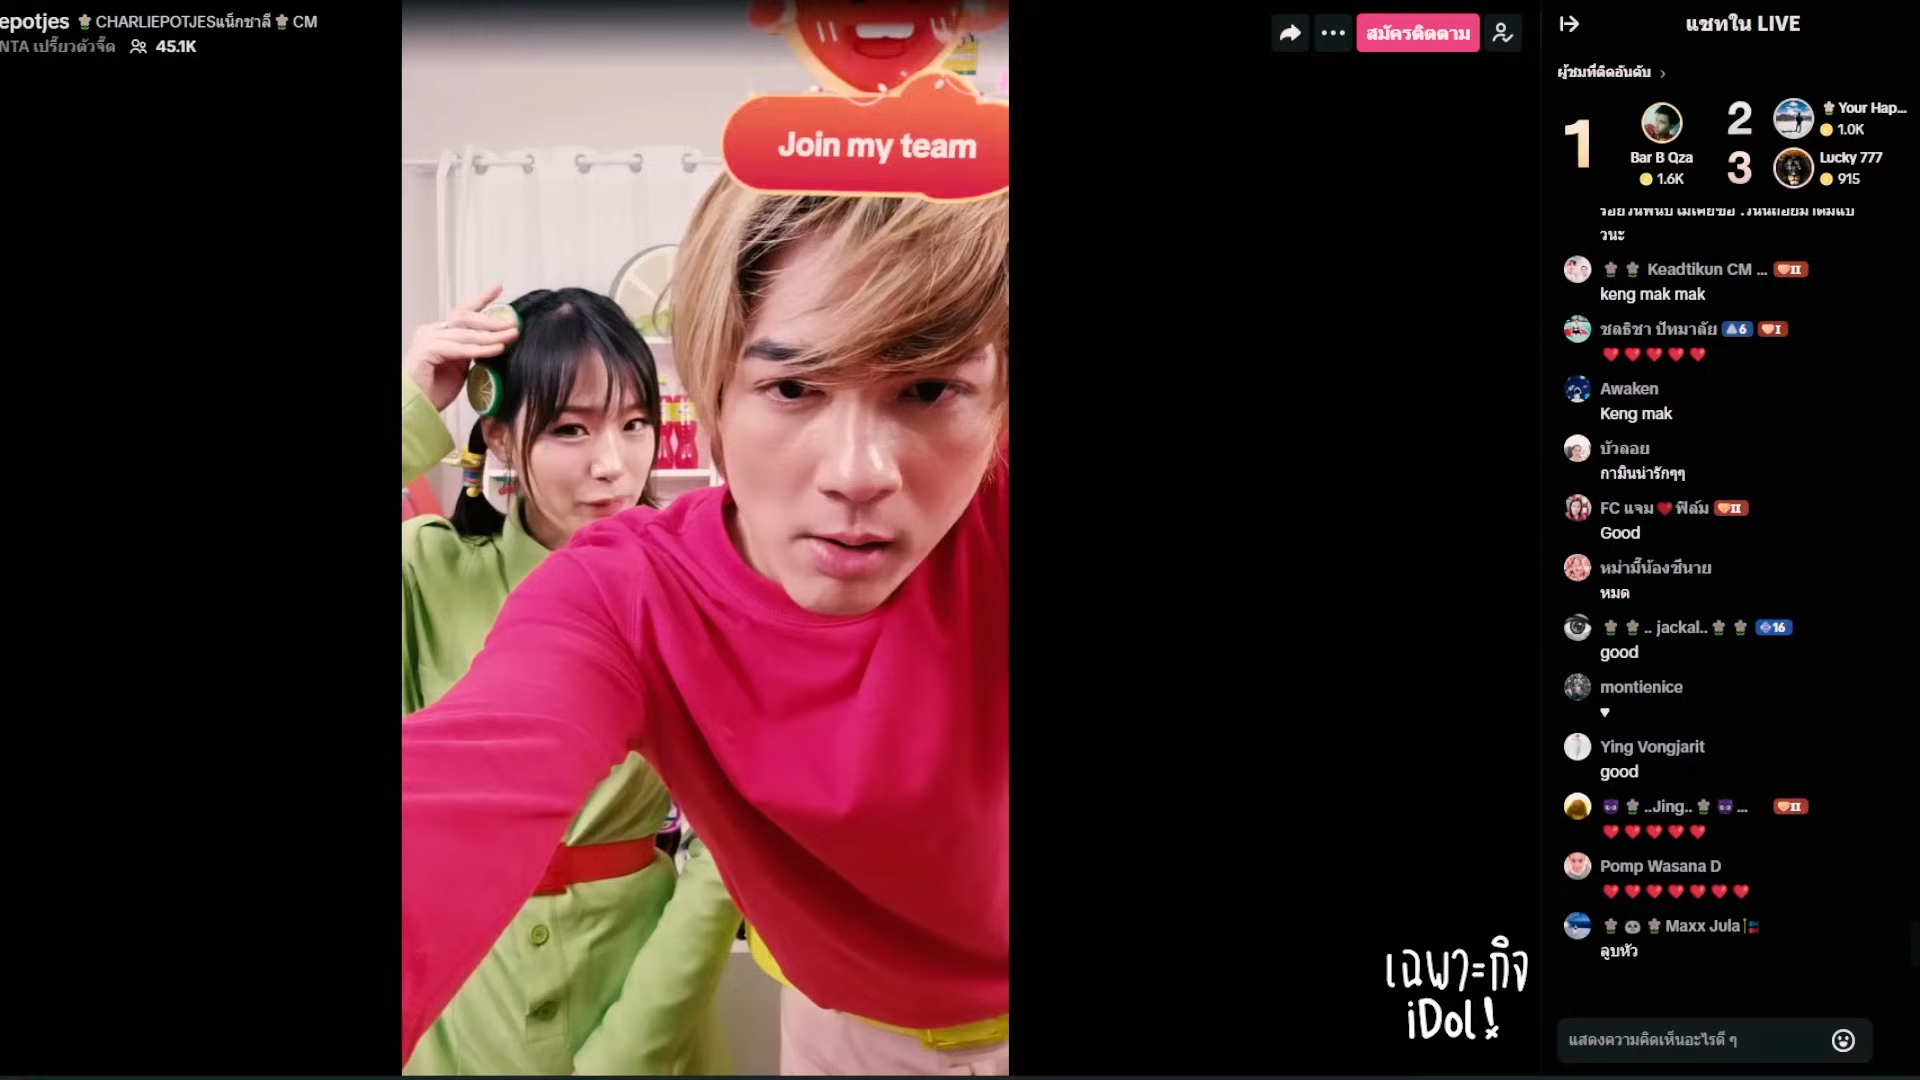 epotjes CHARLIEPOTJESแน็กชาลีCM
NTA เปรี้ยวตัวจี๊ด 45.1K
Join my team
สมัครติดตาม
แชทใน LIVE
ผู้ชมที่ติดอันดับ
1
Bar B Qza
1.6K
2
Your Hap...
1.0K
3
Lucky 777
915
วนะ
Keadtikun CM ... II
keng mak mak
ชลธิชา ปัทมาลัย 6 I
Awaken
Keng mak
บัวลอย
กามินน่ารักๆๆ
FC แจม ฟิล์ม II
Good
หม่ามี๊น้องซีนาย
หมด
.. jackal.. 16
good
montienice
♥
Ying Vongjarit
good
..Jing.. ... II
Pomp Wasana D
Maxx Jula
ลูบหัว
เฉพาะกิจ
iDol!
แสดงความคิดเห็นอะไรดี ๆ